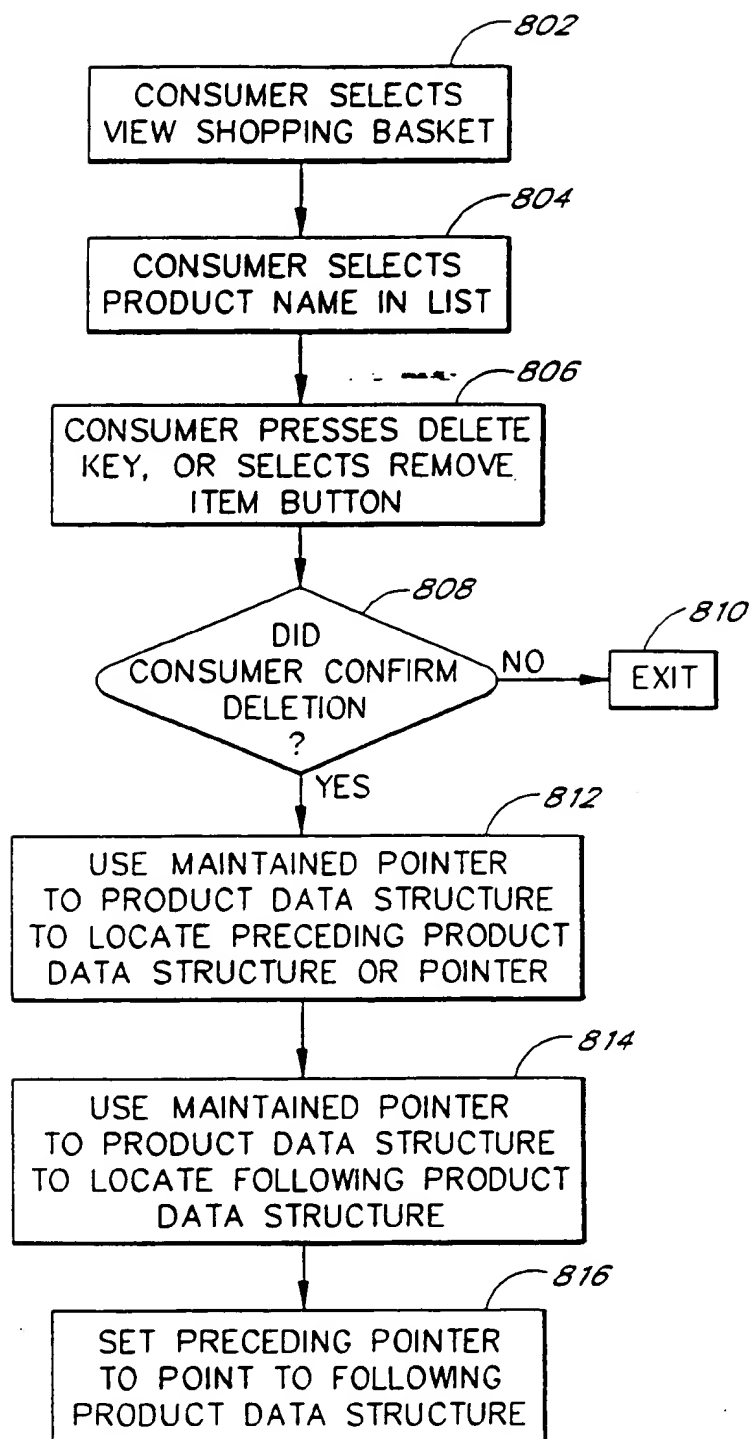 802
CONSUMER SELECTS
VIEW SHOPPING BASKET
804
CONSUMER SELECTS
PRODUCT NAME IN LIST
806
CONSUMER PRESSES DELETE
KEY, OR SELECTS REMOVE
ITEM BUTTON
808
DID
CONSUMER CONFIRM
DELETION
?
NO
810
EXIT
YES
812
USE MAINTAINED POINTER
TO PRODUCT DATA STRUCTURE
TO LOCATE PRECEDING PRODUCT
DATA STRUCTURE OR POINTER
814
USE MAINTAINED POINTER
TO PRODUCT DATA STRUCTURE
TO LOCATE FOLLOWING PRODUCT
DATA STRUCTURE
816
SET PRECEDING POINTER
TO POINT TO FOLLOWING
PRODUCT DATA STRUCTURE